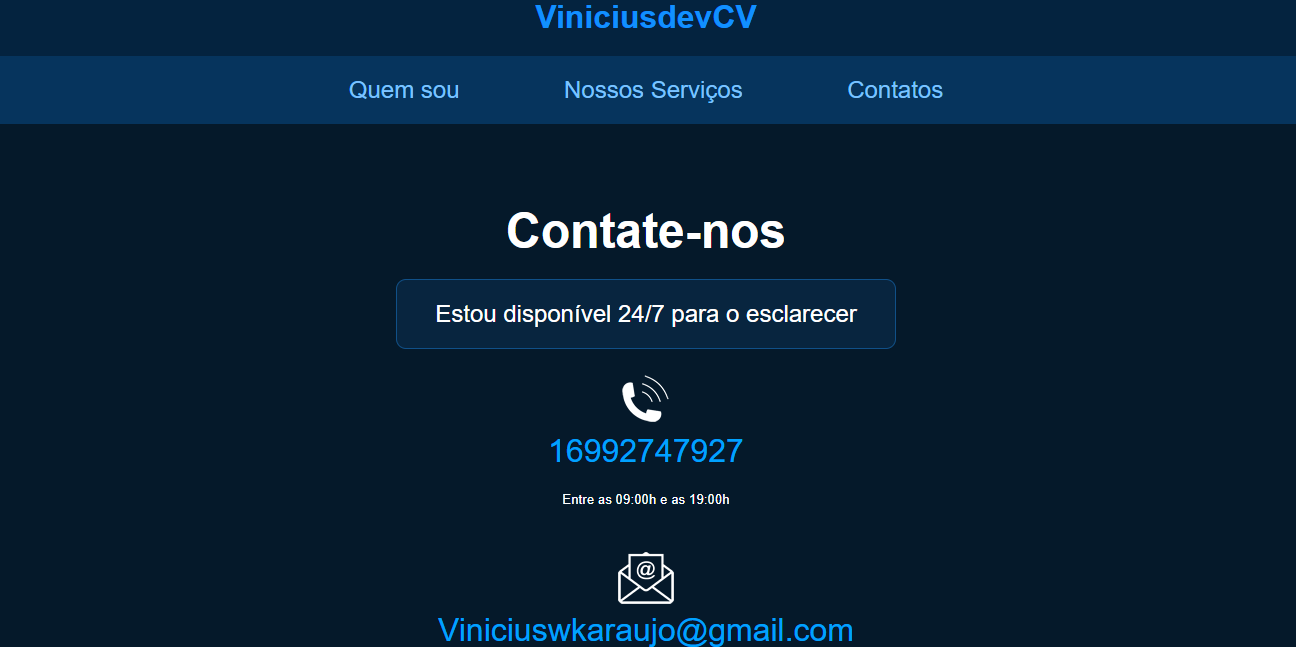 ViniciusdevCV
Quem sou Nossos Serviços Contatos
Contate-nos
Estou disponível 24/7 para o esclarecer
16992747927
Entre as 09:00h e as 19:00h
@
Viniciuswkaraujo@gmail.com